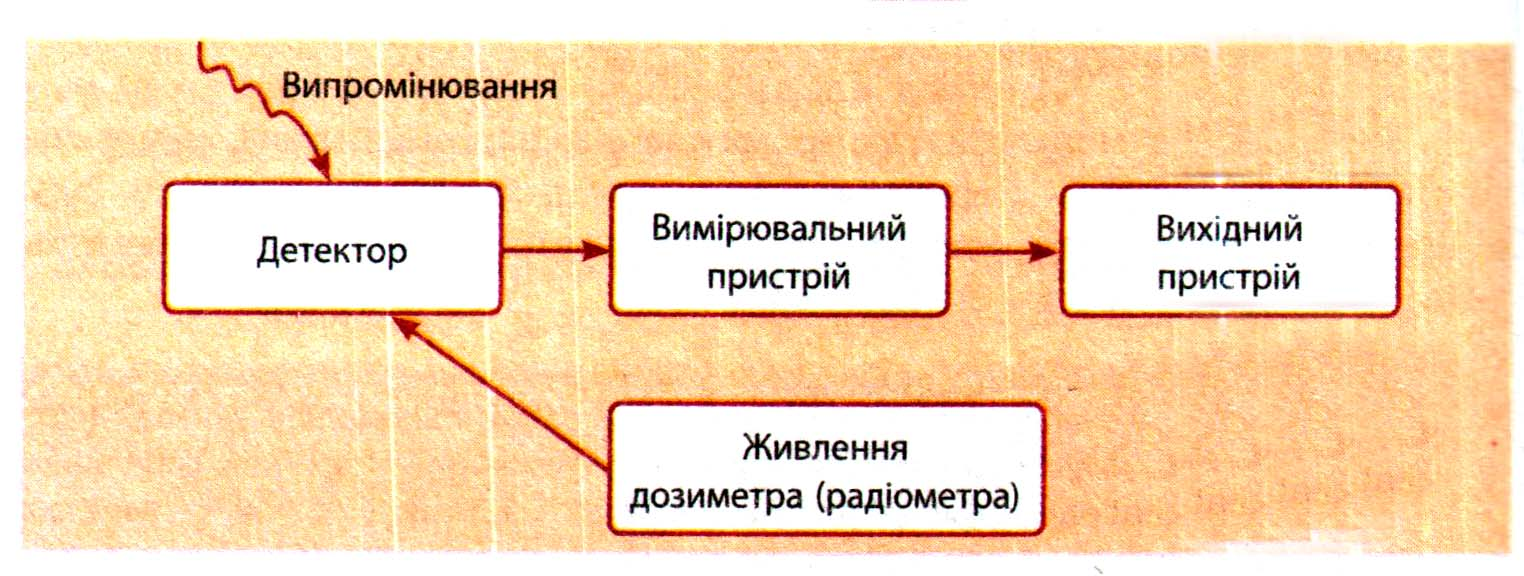 Випромінювання
Детектор
Вимірювальний
пристрій
Вихідний
пристрій
Живлення
дозиметра (радіометра)